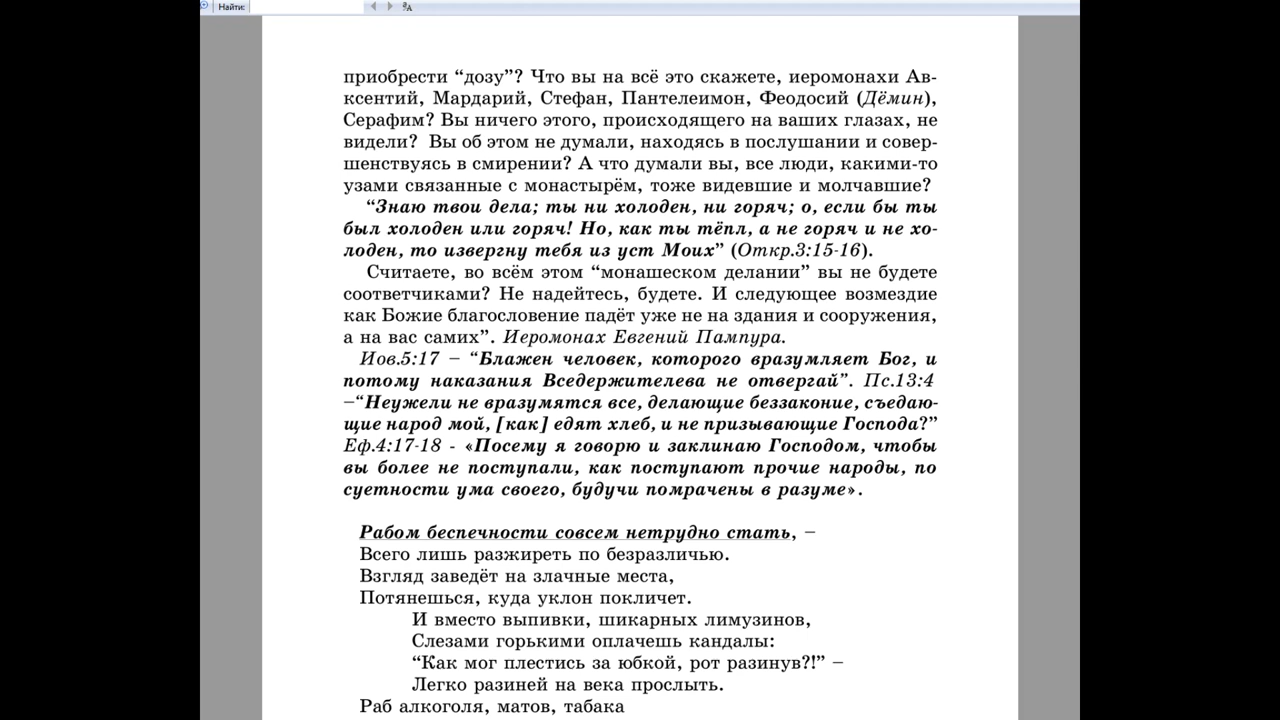 Найти:
приобрести “дозу”? Что вы на всё это скажете, иеромонахи Ав-
ксентий, Мардарий, Стефан, Пантелеимон, Феодосий (Дёмин),
Серафим? Вы ничего этого, происходящего на ваших глазах, не
видели? Вы об этом не думали, находясь в послушании и совер-
шенствуясь в смирении? А что думали вы, все люди, какими-то
узами связанные с монастырём, тоже видевшие и молчавшие?
“Знаю твои дела; ты ни холоден, ни горяч; о, если бы ты
был холоден или горяч! Но, как ты тёпл, а не горяч и не хо-
лоден, то извергну тебя из уст Моих” (Откр.3:15-16).
Считаете, во всём этом “монашеском делании” вы не будете
соответчиками? Не надейтесь, будете. И следующее возмездие
как Божие благословение падёт уже не на здания и сооружения,
а на вас самих”. Иеромонах Евгений Пампура.
Иов.5:17 – “Блажен человек, которого вразумляет Бог, и
потому наказания Вседержителева не отвергай”. Пс.13:4
–“Неужели не вразумятся все, делающие беззаконие, съедаю-
щие народ мой, [как] едят хлеб, и не призывающие Господа?”
Еф.4:17-18 - «Посему я говорю и заклинаю Господом, чтобы
вы более не поступали, как поступают прочие народы, по
суетности ума своего, будучи помрачены в разуме».
Рабом беспечности совсем нетрудно стать, –
Всего лишь разжиреть по безразличью.
Взгляд заведёт на злачные места,
Потянешься, куда уклон покличет.
И вместо выпивки, шикарных лимузинов,
Слезами горькими оплачешь кандалы:
“Как мог плестись за юбкой, рот разинув?!” –
Легко разиней на века прослыть.
Раб алкоголя, матов, табака